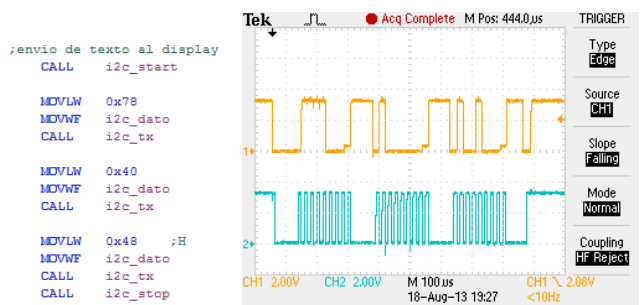 ;envio de texto al display
CALL i2c_start
MOVLW 0x78
MOVWF i2c_dato
CALL i2c_tx
MOVLW 0x40
MOVWF i2c_dato
CALL i2c_tx
MOVLW 0x48 ;H
MOVWF i2c_dato
CALL i2c_tx
CALL i2c_stop
Tek Acq Complete M Pos: 444.0µs TRIGGER
Type
Edge
Source
CH1
Slope
Falling
Mode
Normal
Coupling
HF Reject
1
2
CH1 2.00V CH2 2.00V M 100µs CH1 2.08V
18-Aug-13 19:27 <10Hz